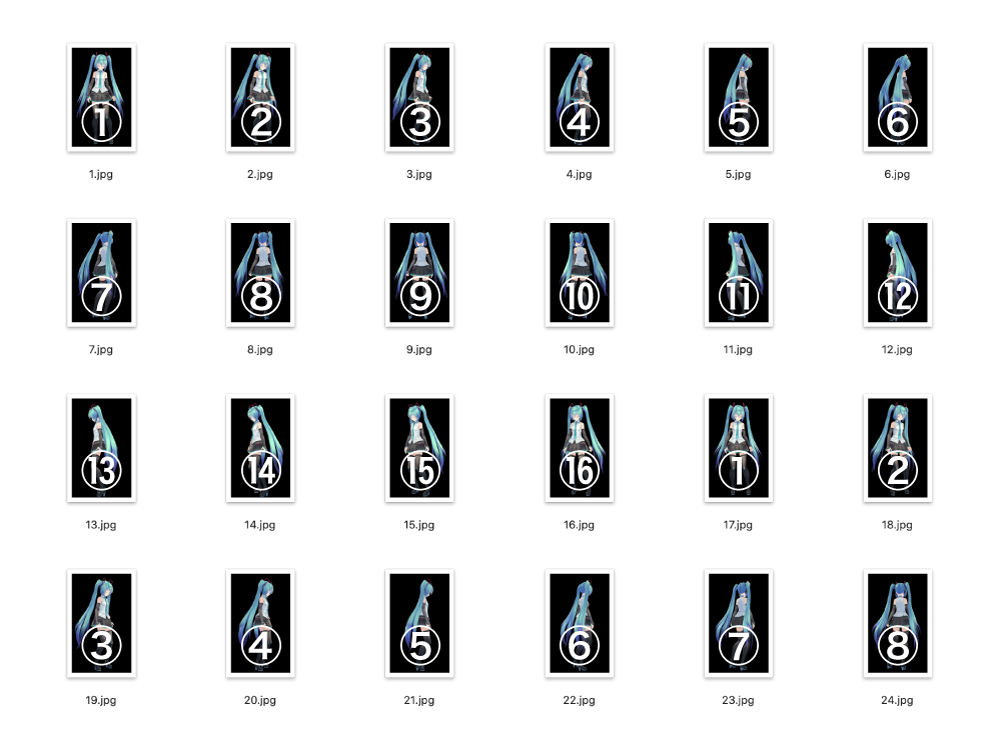 ① ② ③ ④ ⑤ ⑥
1.jpg 2.jpg 3.jpg 4.jpg 5.jpg 6.jpg
⑦ ⑧ ⑨ ⑩ ⑪ ⑫
7.jpg 8.jpg 9.jpg 10.jpg 11.jpg 12.jpg
⑬ ⑭ ⑮ ⑯ ① ②
13.jpg 14.jpg 15.jpg 16.jpg 17.jpg 18.jpg
③ ④ ⑤ ⑥ ⑦ ⑧
19.jpg 20.jpg 21.jpg 22.jpg 23.jpg 24.jpg